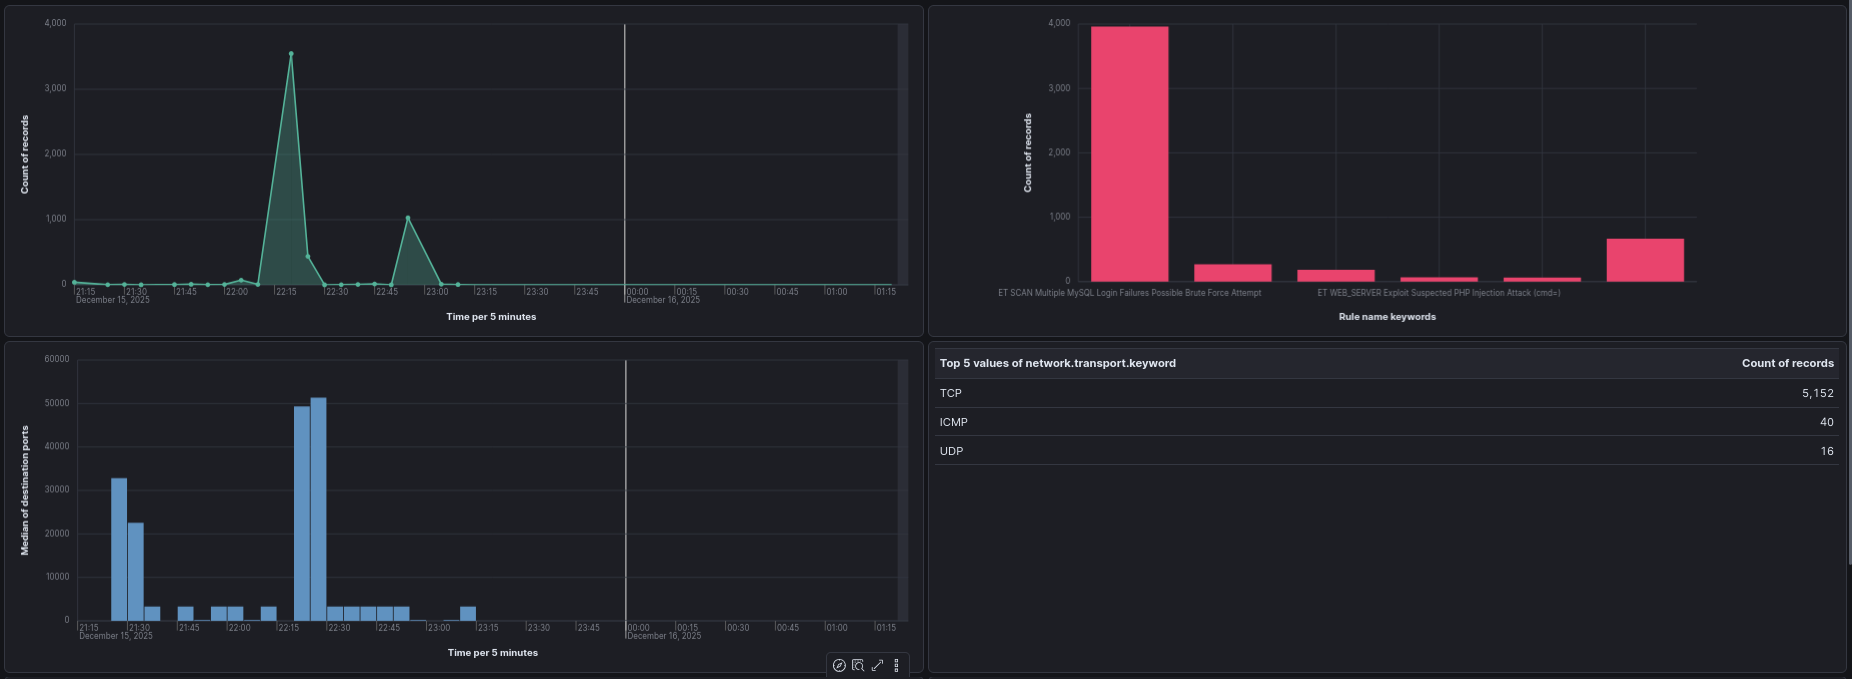 4,000
3,000
2,000
1,000
0
Count of records
21:15 21:30 21:45 22:00 22:15 22:30 22:45 23:00 23:15 23:30 23:45 00:00 00:15 00:30 00:45 01:00 01:15
December 15, 2025 December 16, 2025
Time per 5 minutes
4,000
3,000
2,000
1,000
0
Count of records
ET SCAN Multiple MySQL Login Failures Possible Brute Force Attempt ET WEB_SERVER Exploit Suspected PHP Injection Attack (cmd=)
Rule name keywords
60000
50000
40000
30000
20000
10000
0
Median of destination ports
21:15 21:30 21:45 22:00 22:15 22:30 22:45 23:00 23:15 23:30 23:45 00:00 00:15 00:30 00:45 01:00 01:15
December 15, 2025 December 16, 2025
Time per 5 minutes
Top 5 values of network.transport.keyword Count of records
TCP 5,152
ICMP 40
UDP 16